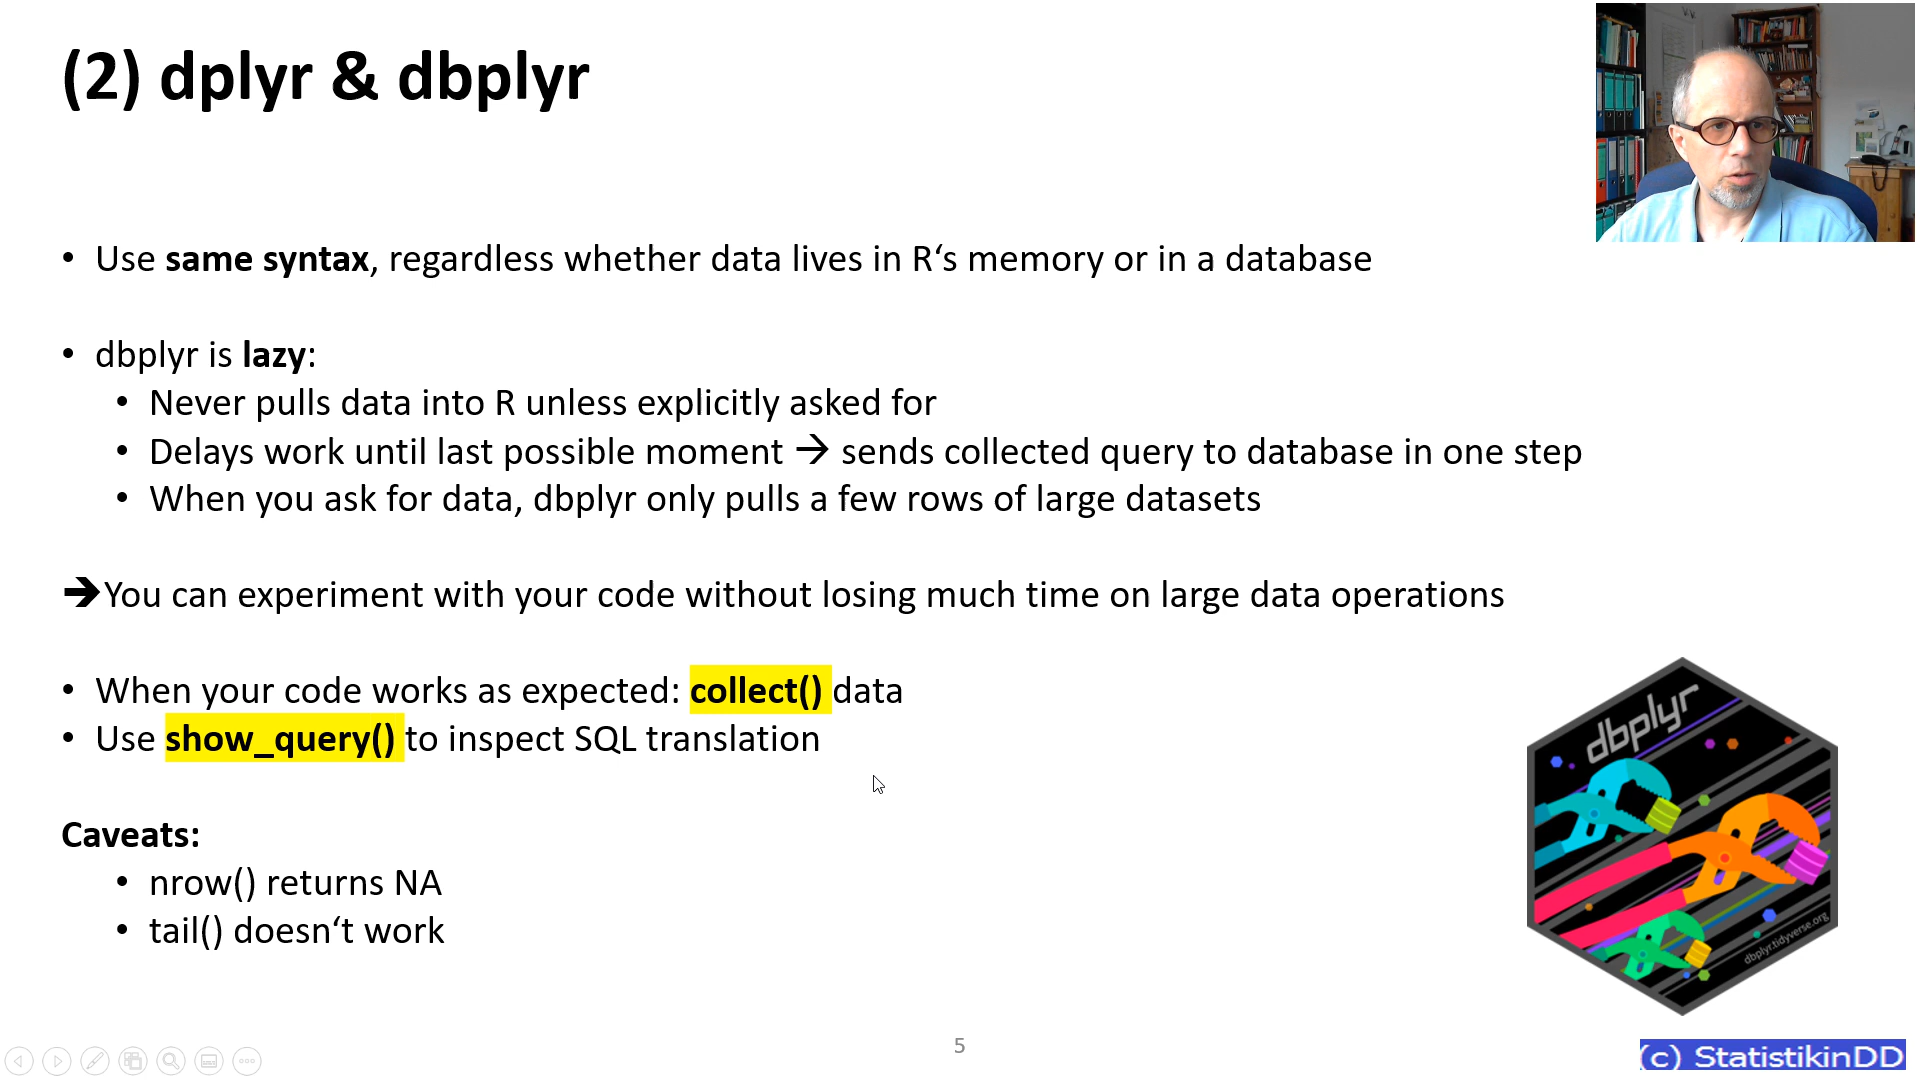 (2) dplyr & dbplyr
• Use same syntax, regardless whether data lives in R‘s memory or in a database
• dbplyr is lazy:
• Never pulls data into R unless explicitly asked for
• Delays work until last possible moment → sends collected query to database in one step
• When you ask for data, dbplyr only pulls a few rows of large datasets
➔You can experiment with your code without losing much time on large data operations
• When your code works as expected: collect() data
• Use show_query() to inspect SQL translation
Caveats:
• nrow() returns NA
• tail() doesn‘t work
dbplyr
dbplyr.tidyverse.org
5
(c) StatistikinDD